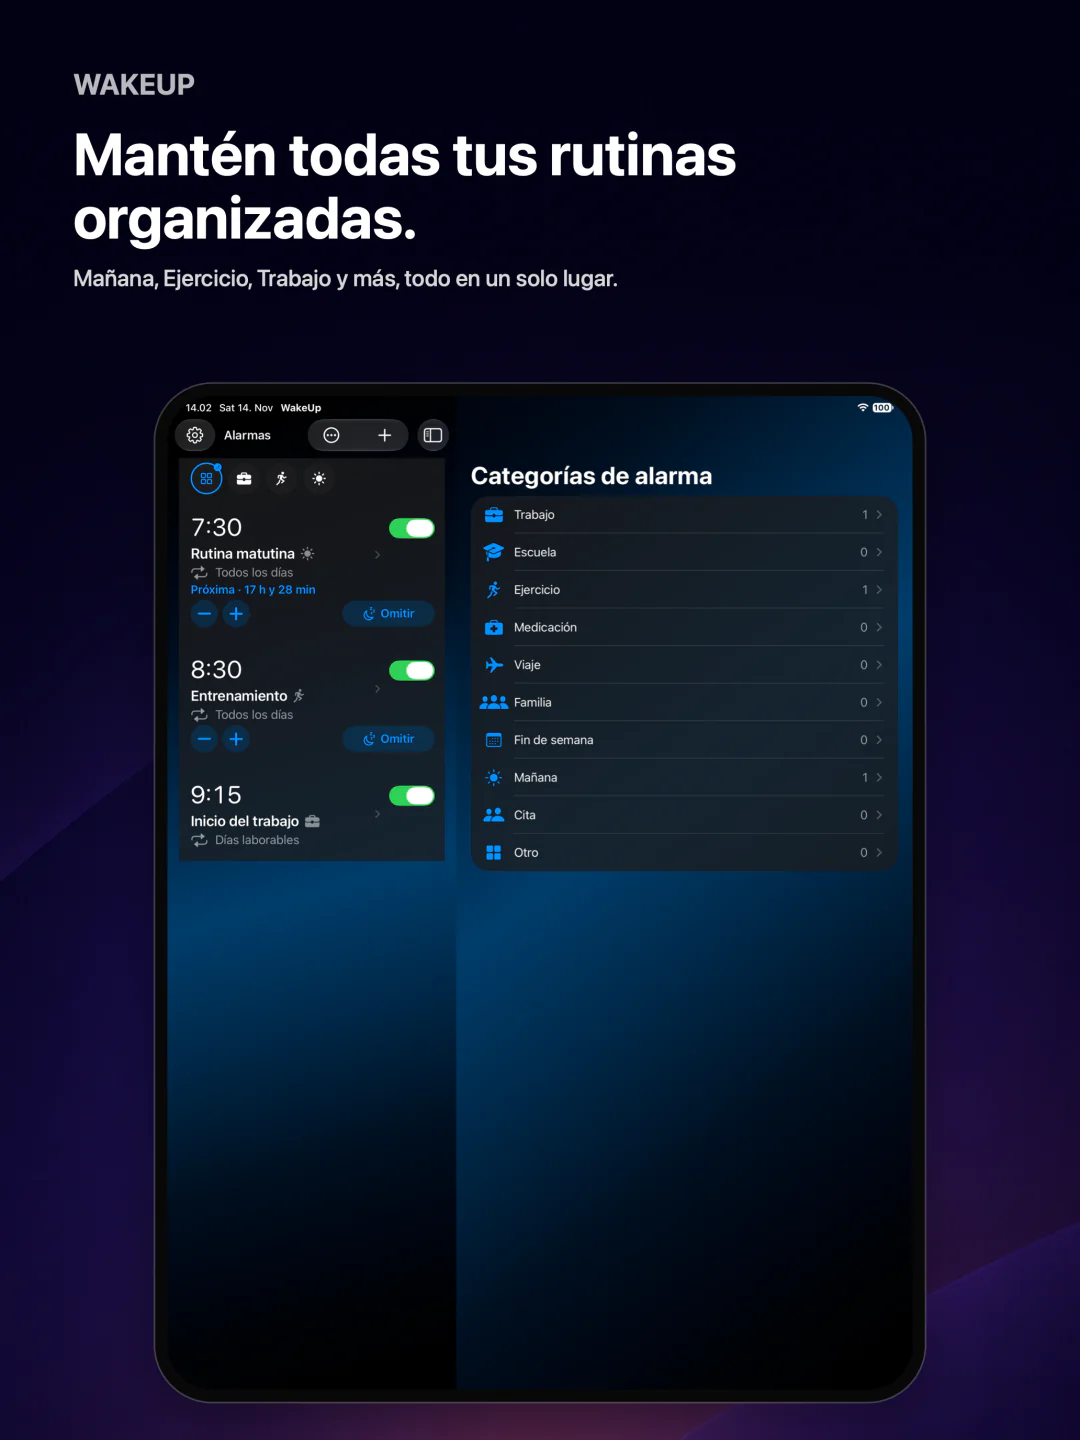 WAKEUP
Mantén todas tus rutinas
organizadas.
Mañana, Ejercicio, Trabajo y más, todo en un solo lugar.
14.02 Sat 14. Nov WakeUp
100
Alarmas
7:30
Rutina matutina
Todos los días
Próxima · 17 h y 28 min
Omitir
8:30
Entrenamiento
Todos los días
Omitir
9:15
Inicio del trabajo
Días laborables
Categorías de alarma
Trabajo 1
Escuela 0
Ejercicio 1
Medicación 0
Viaje 0
Familia 0
Fin de semana 0
Mañana 1
Cita 0
Otro 0